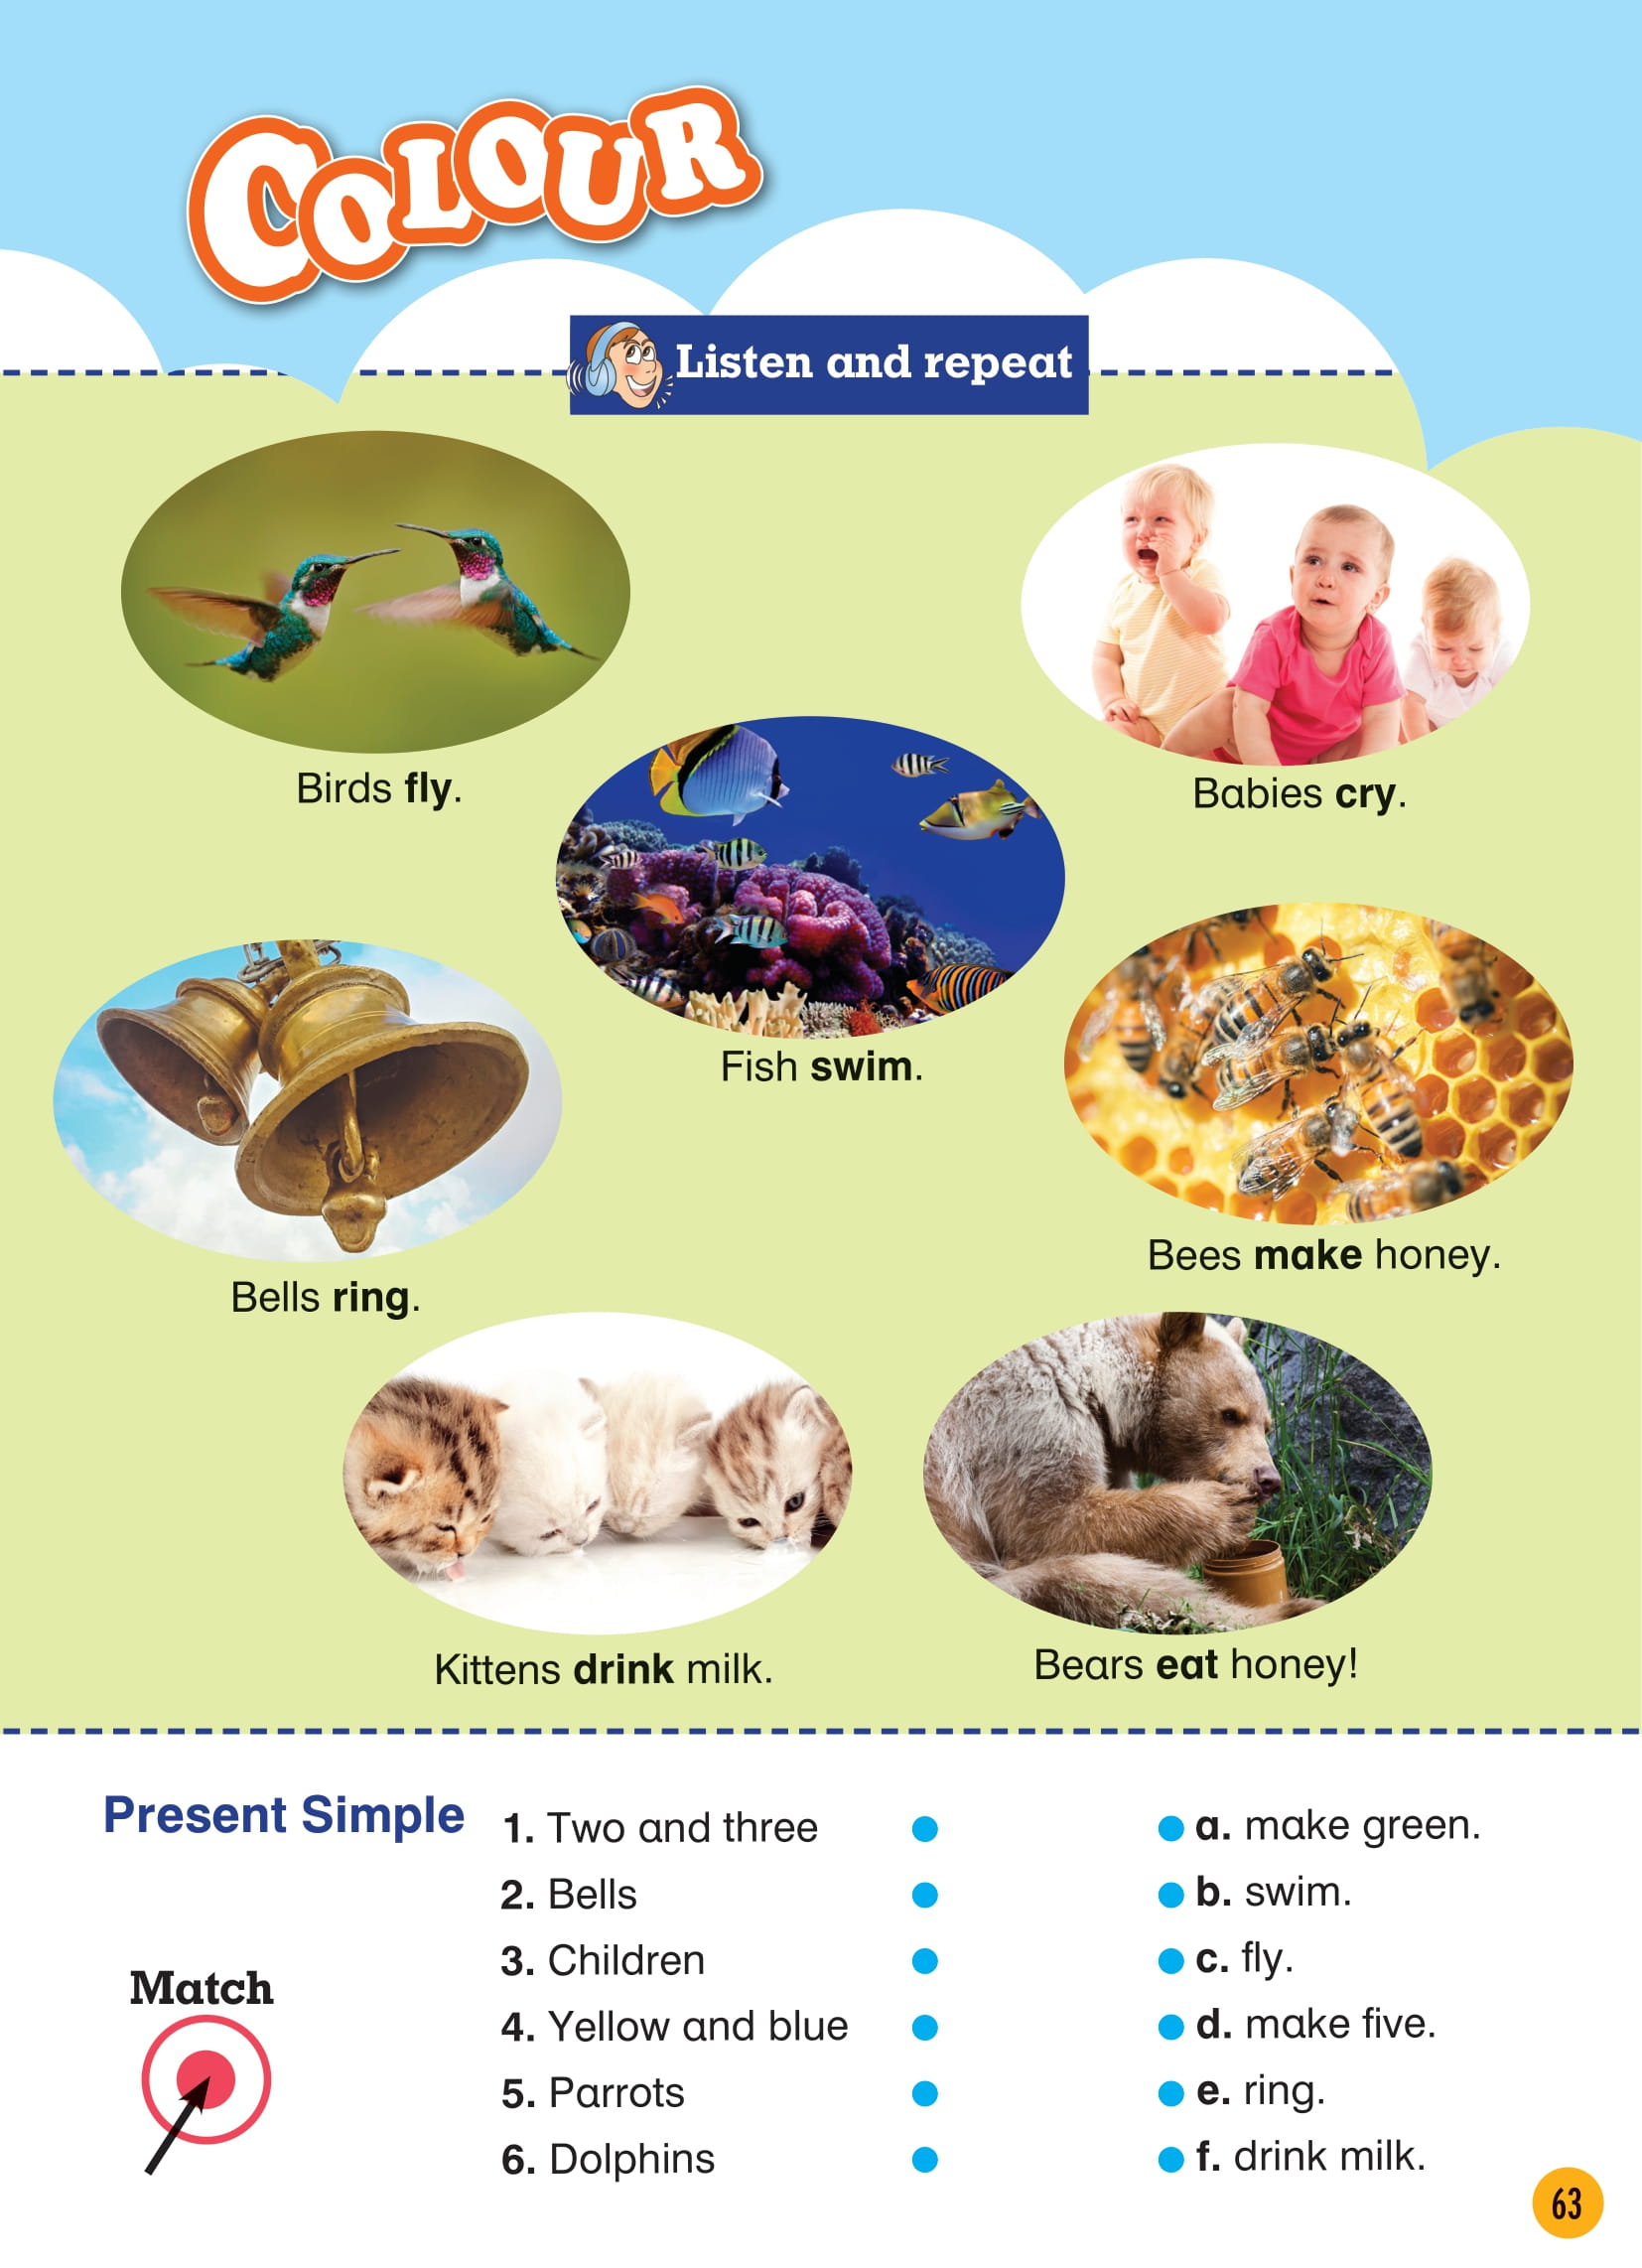 COLOUR
Listen and repeat
Birds fly.
Babies cry.
Fish swim.
Bells ring.
Bees make honey.
Kittens drink milk.
Bears eat honey!
Present Simple
Match
1. Two and three
2. Bells
3. Children
4. Yellow and blue
5. Parrots
6. Dolphins
a. make green.
b. swim.
c. fly.
d. make five.
e. ring.
f. drink milk.
63